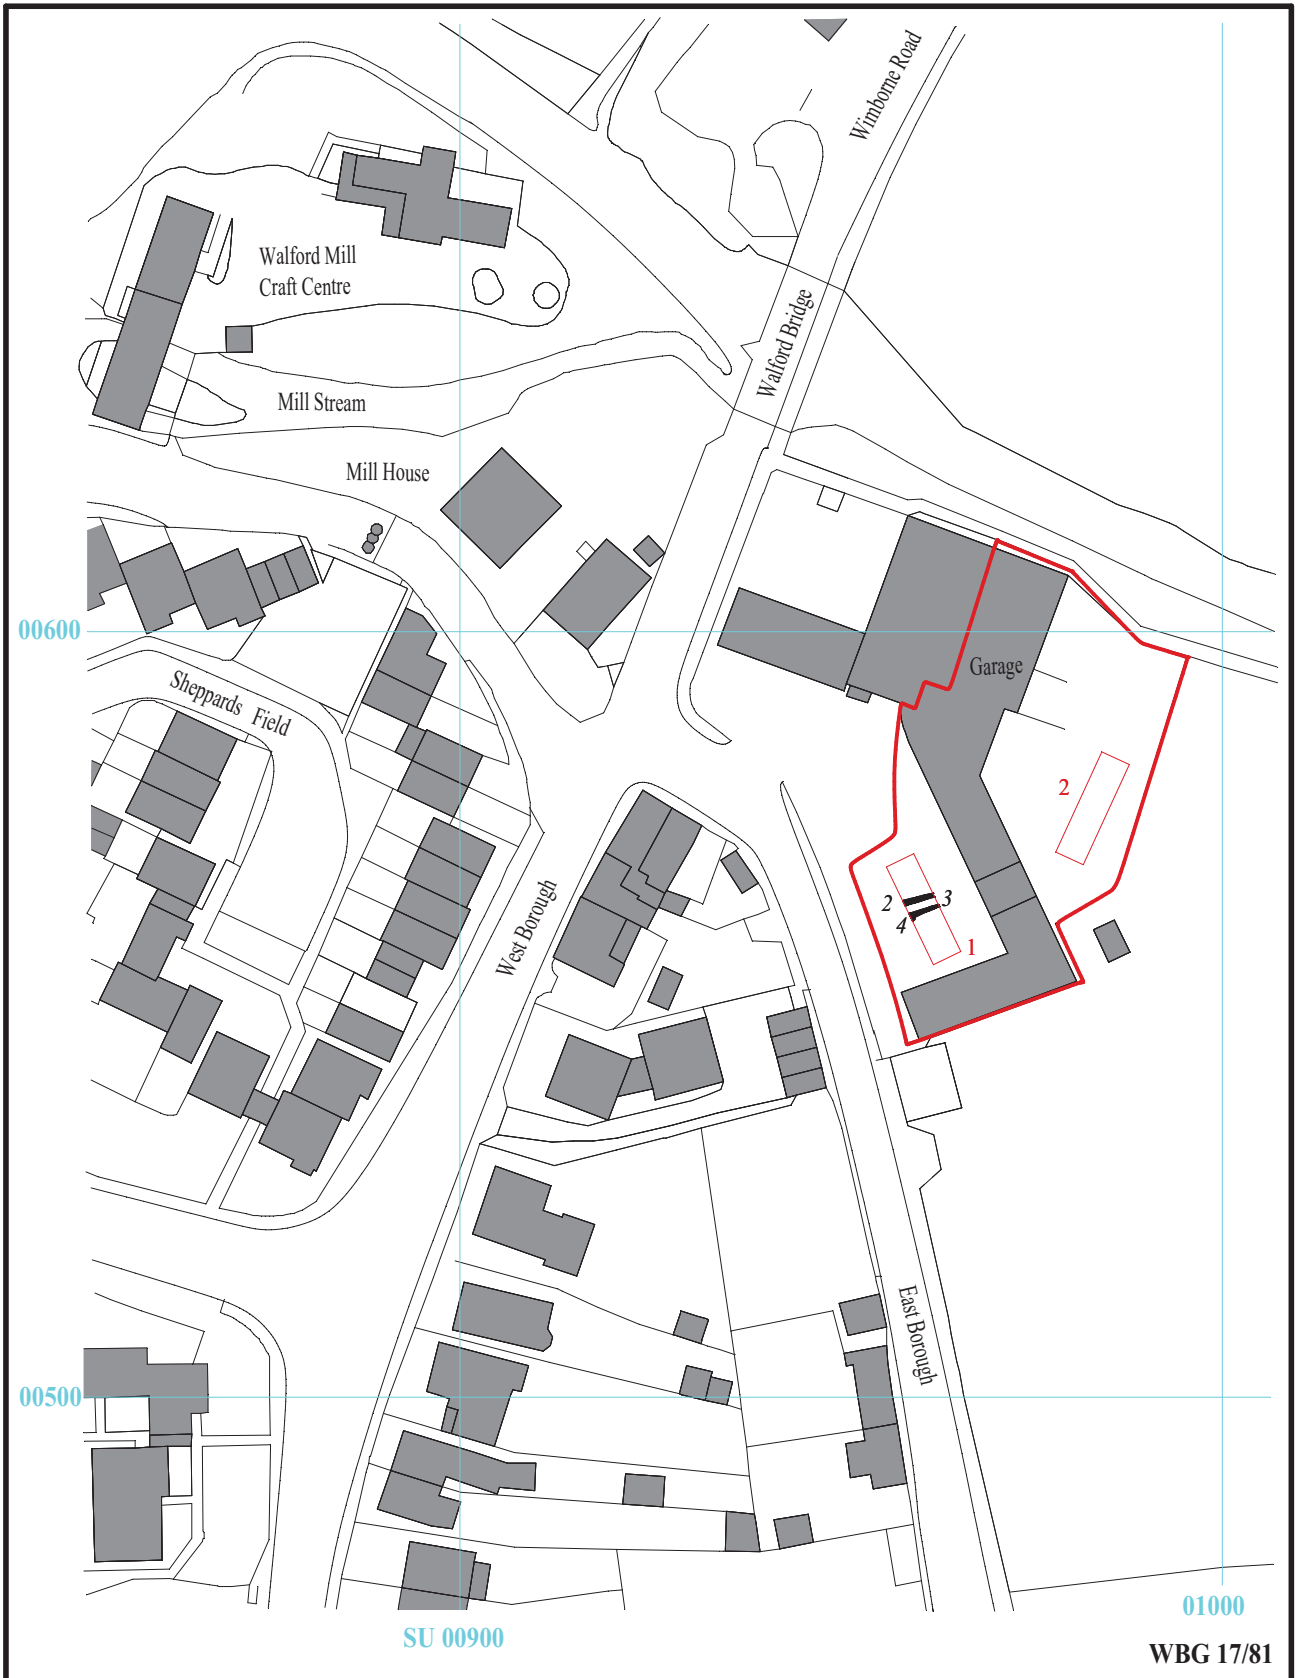 Wimborne Road
Walford Mill
Craft Centre
Walford Bridge
Mill Stream
Mill House
00600
Garage
Sheppards Field
2
West Borough
2
3
4
1
East Borough
00500
01000
SU 00900
WBG 17/81